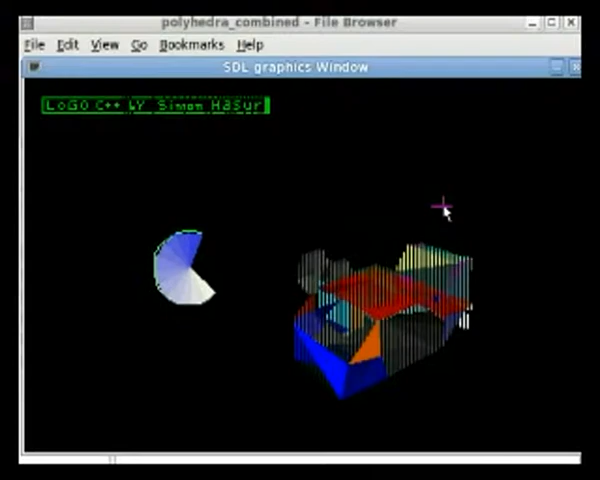 polyhedra_combined - File Browser
File Edit View Go Bookmarks Help
SDL graphics Window
LoGO C++ bY Simon HaSur